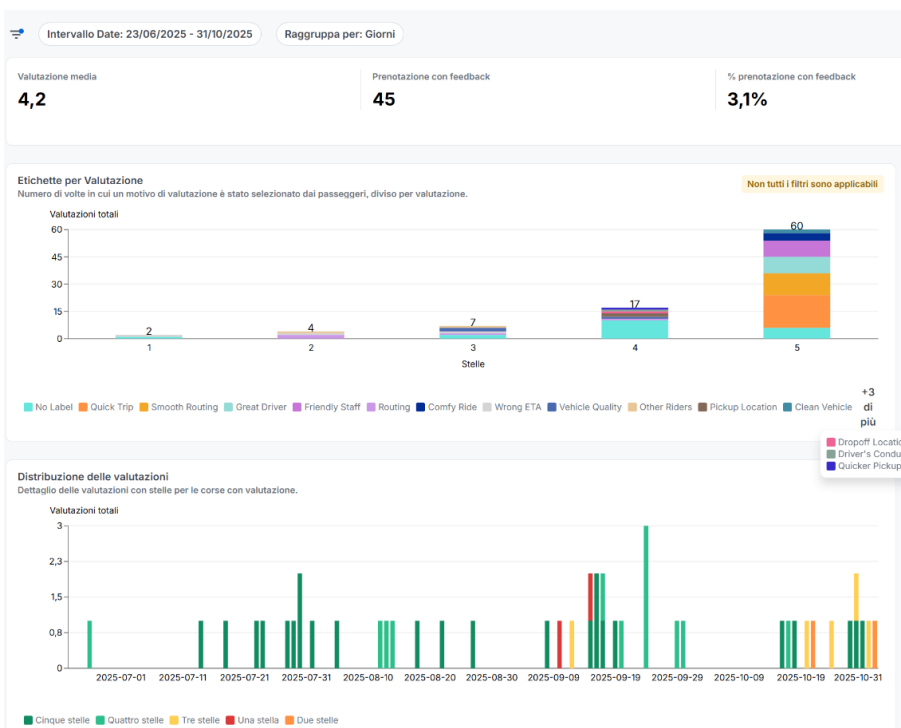 Intervallo Date: 23/06/2025 - 31/10/2025 Raggruppa per: Giorni
Valutazione media Prenotazione con feedback % prenotazione con feedback
4,2 45 3,1%
Etichette per Valutazione
Numero di volte in cui un motivo di valutazione è stato selezionato dai passeggeri, diviso per valutazione.
Non tutti i filtri sono applicabili
Valutazioni totali
60
45
30
15
0
2 4 7 17 60
1 2 3 4 5
Stelle
No Label Quick Trip Smooth Routing Great Driver Friendly Staff Routing Comfy Ride Wrong ETA Vehicle Quality Other Riders Pickup Location Clean Vehicle
+3
di
più
Dropoff Locatio
Driver's Condu
Quicker Pickup
Distribuzione delle valutazioni
Dettaglio delle valutazioni con stelle per le corse con valutazione.
Valutazioni totali
3
2,3
1,5
0,8
0
2025-07-01 2025-07-11 2025-07-21 2025-07-31 2025-08-10 2025-08-20 2025-08-30 2025-09-09 2025-09-19 2025-09-29 2025-10-09 2025-10-19 2025-10-31
Cinque stelle Quattro stelle Tre stelle Una stella Due stelle